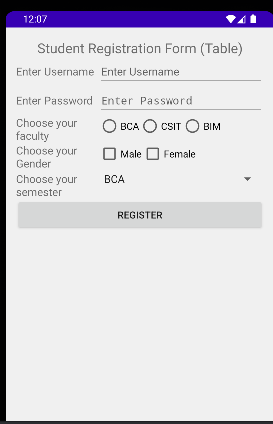 12:07
Student Registration Form (Table)
Enter Username Enter Username
Enter Password Enter Password
Choose your
faculty
BCA CSIT BIM
Choose your
Gender
Male Female
Choose your
semester
BCA
REGISTER